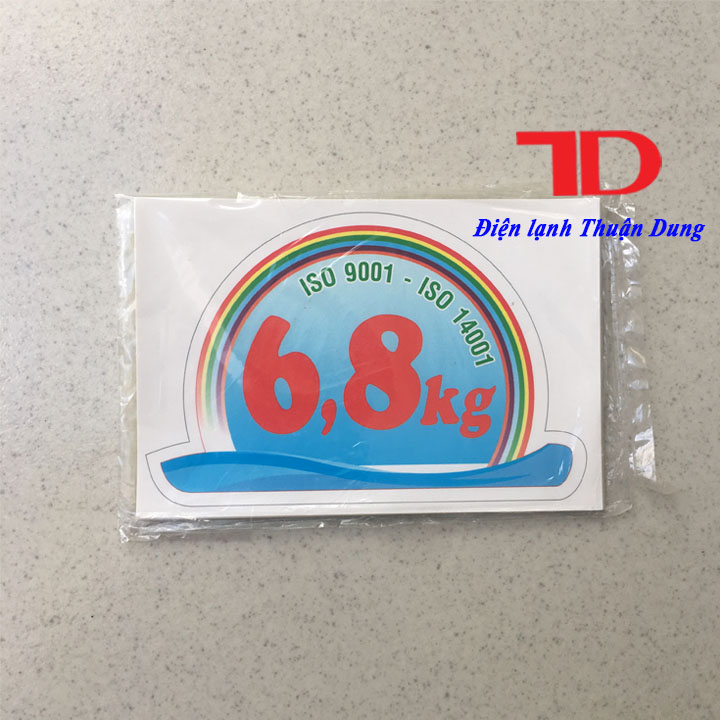 TD
Điện lạnh Thuận Dung
ISO 9001 - ISO 14001
6,8kg